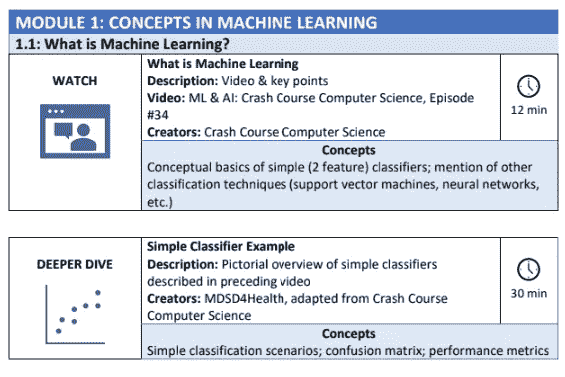 MODULE 1: CONCEPTS IN MACHINE LEARNING
1.1: What is Machine Learning?
WATCH
What is Machine Learning
Description: Video & key points
Video: ML & AI: Crash Course Computer Science, Episode
#34
Creators: Crash Course Computer Science
12 min
Concepts
Conceptual basics of simple (2 feature) classifiers; mention of other
classification techniques (support vector machines, neural networks,
etc.)
DEEPER DIVE
Simple Classifier Example
Description: Pictorial overview of simple classifiers
described in preceding video
Creators: MDSD4Health, adapted from Crash Course
Computer Science
30 min
Concepts
Simple classification scenarios; confusion matrix; performance metrics